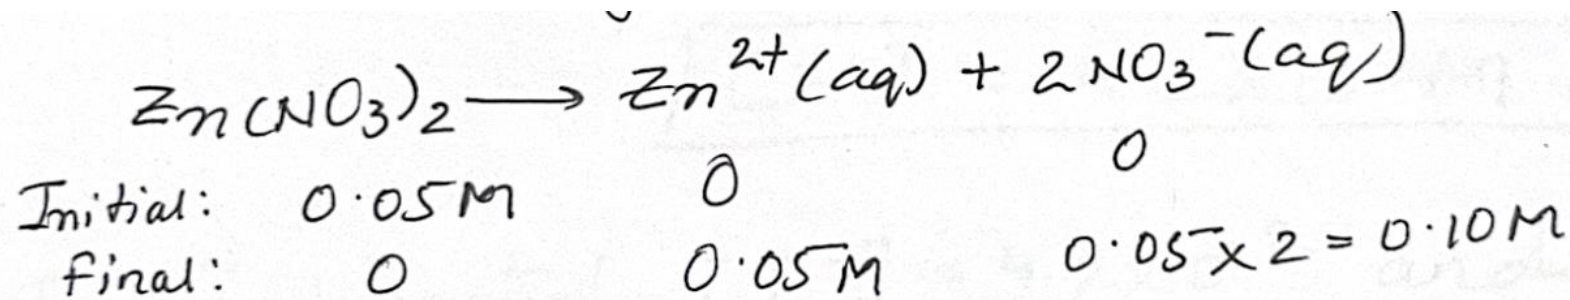 Zn(NO3)2 ⟶ Zn²⁺ (aq) + 2NO3⁻ (aq)
Initial: 0.05M 0 0
final: 0 0.05M 0.05×2 = 0.10M